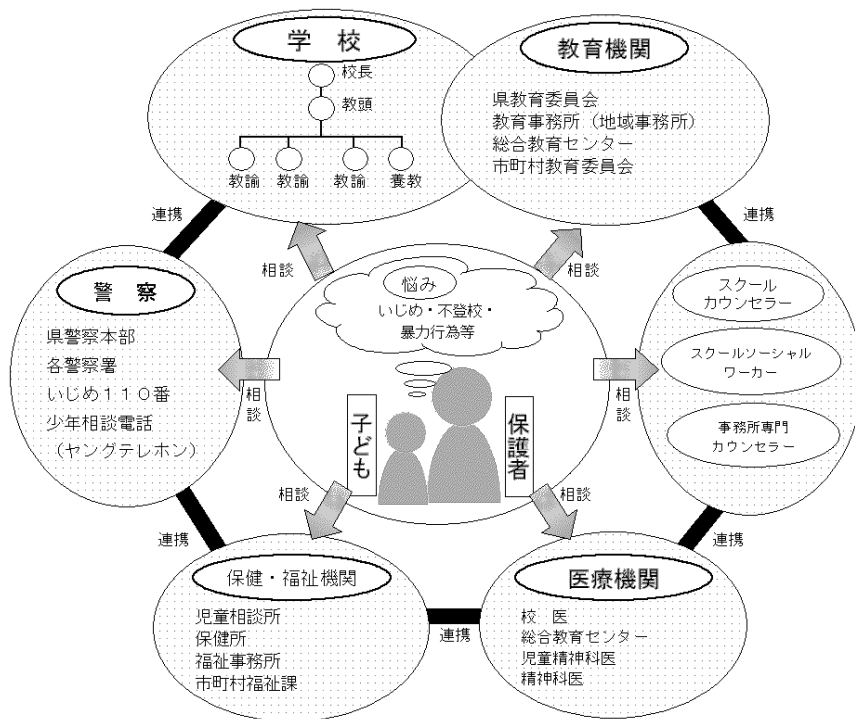 学　校
校長
教頭
教諭
教諭
教諭
養教
教育機関
県教育委員会
教育事務所（地域事務所）
総合教育センター
市町村教育委員会
連携
連携
相談
相談
警　察
県警察本部
各警察署
いじめ１１０番
少年相談電話
（ヤングテレホン）
相談
悩み
いじめ・不登校・
暴力行為等
子ども
保護者
相談
スクール
カウンセラー
スクールソーシャル
ワーカー
事務所専門
カウンセラー
相談
相談
連携
連携
保健・福祉機関
児童相談所
保健所
福祉事務所
市町村福祉課
連携
医療機関
校　医
総合教育センター
児童精神科医
精神科医